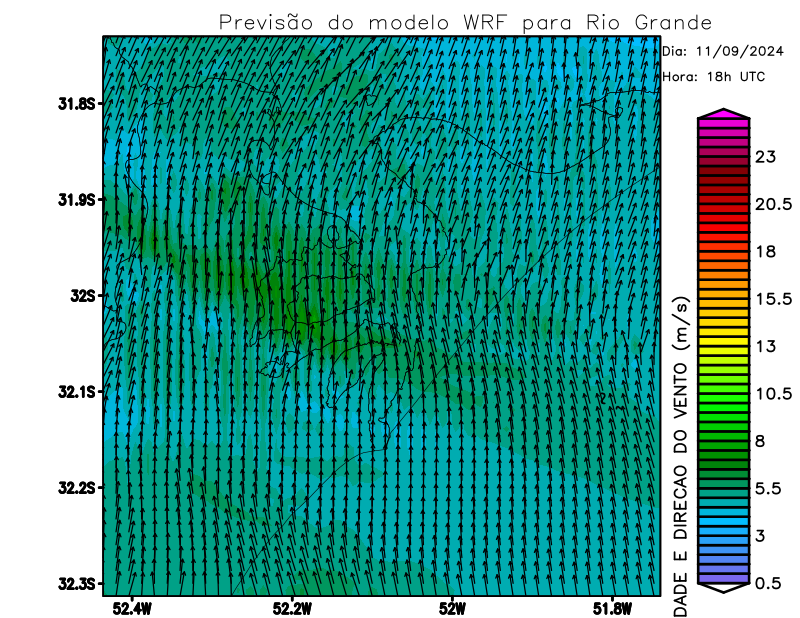 Previsão do modelo WRF para Rio Grande
Dia: 11/09/2024
Hora: 18h UTC
31.8S
31.9S
32S
32.1S
32.2S
32.3S
52.4W
52.2W
52W
51.8W
DADE E DIRECAO DO VENTO (m/s)
23
20.5
18
15.5
13
10.5
8
5.5
3
0.5